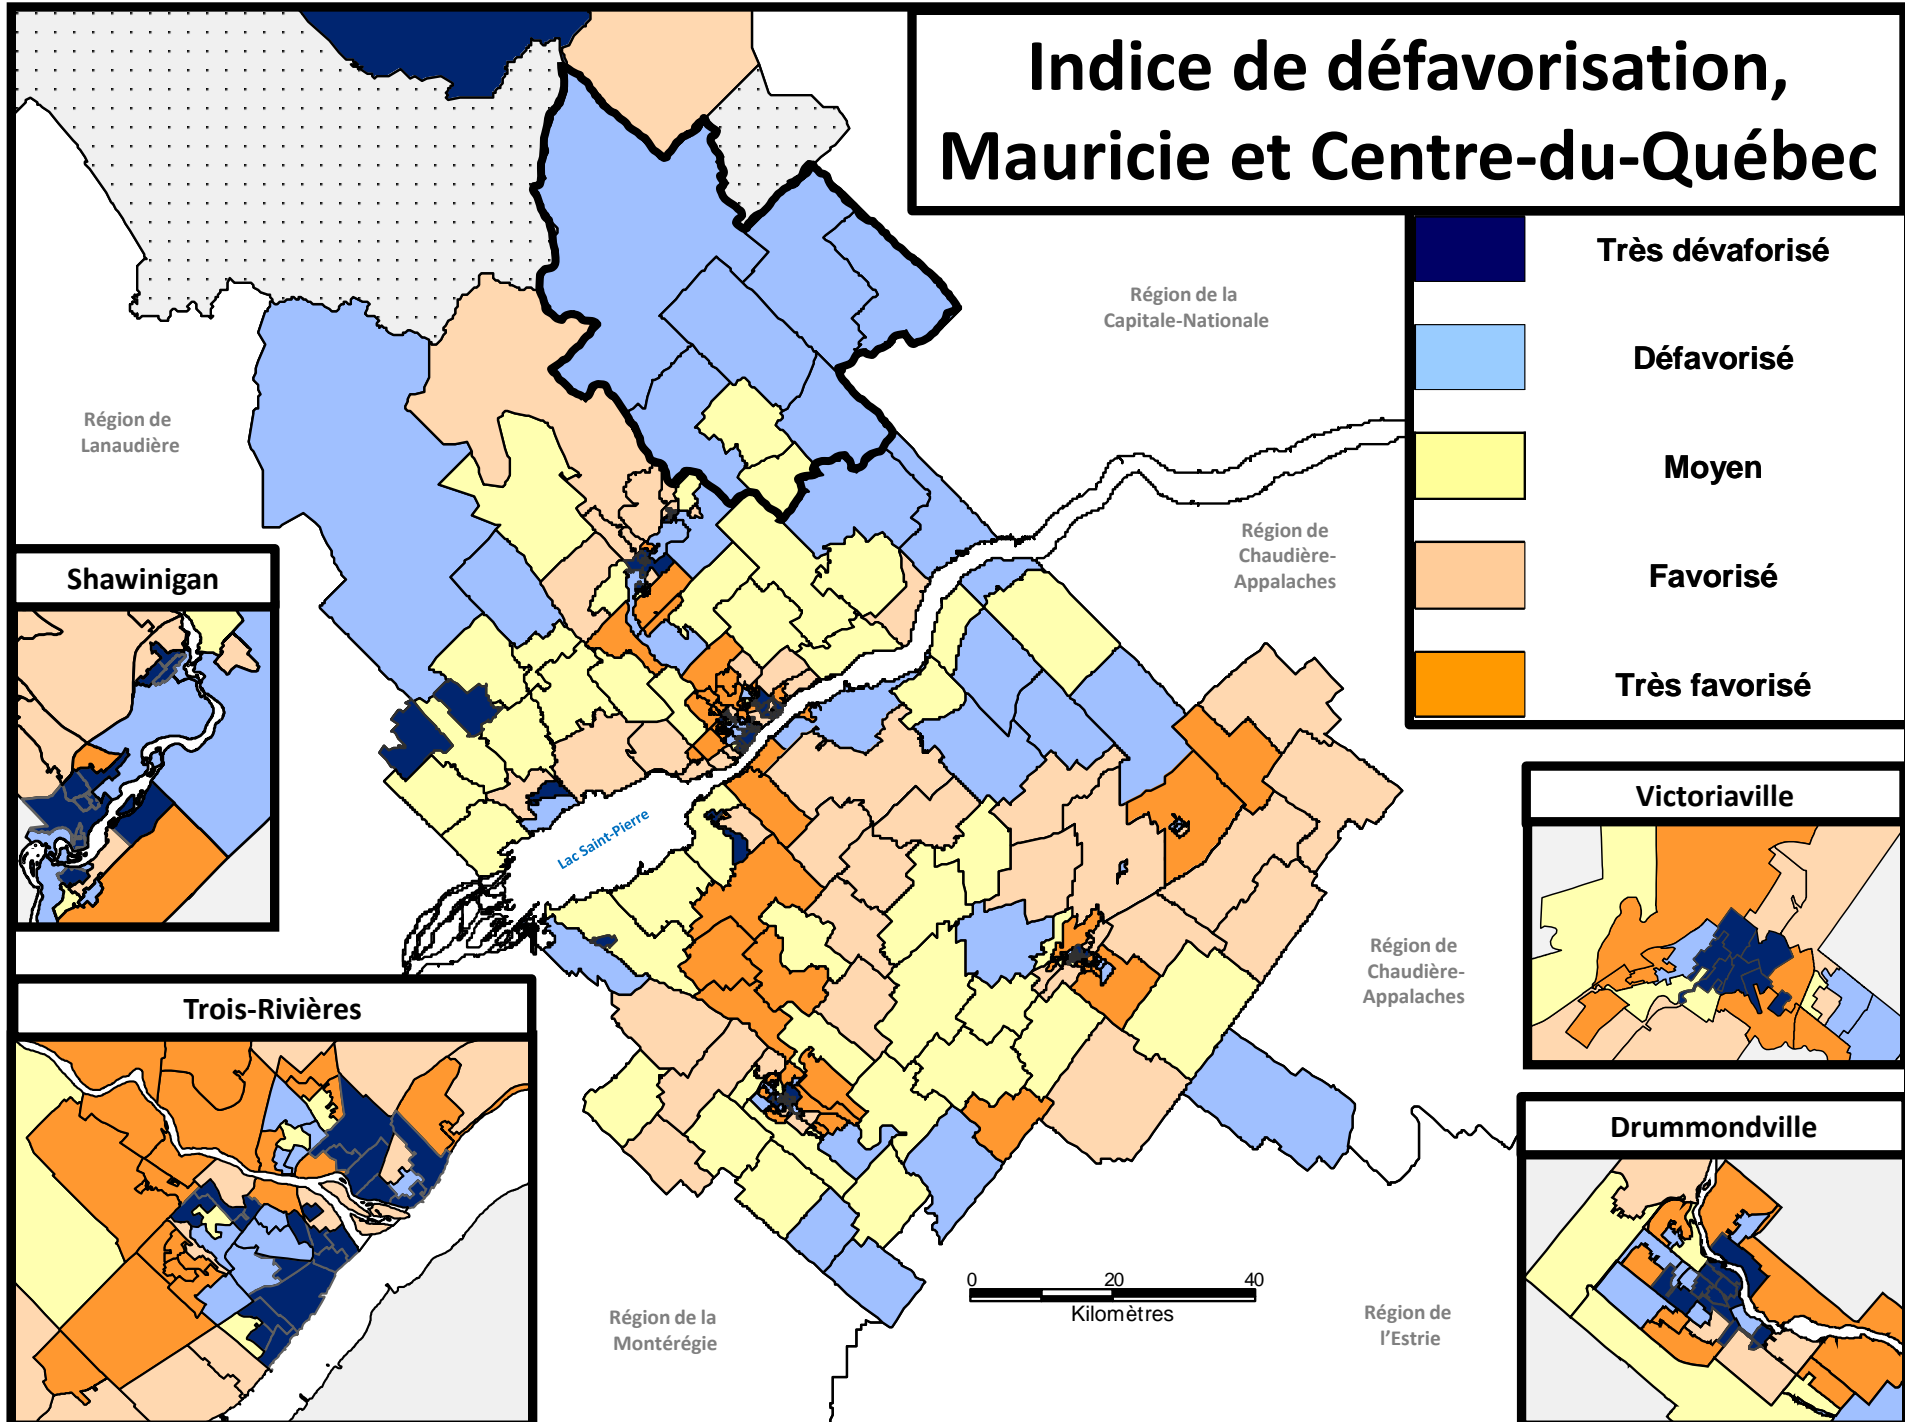 Indice de défavorisation,
Mauricie et Centre-du-Québec
Très dévaforisé
Défavorisé
Moyen
Favorisé
Très favorisé
Région de la
Capitale-Nationale
Région de
Lanaudière
Région de
Chaudière-
Appalaches
Shawinigan
Lac Saint-Pierre
Victoriaville
Région de
Chaudière-
Appalaches
Trois-Rivières
Drummondville
0 20 40
Kilomètres
Région de la
Montérégie
Région de
l'Estrie